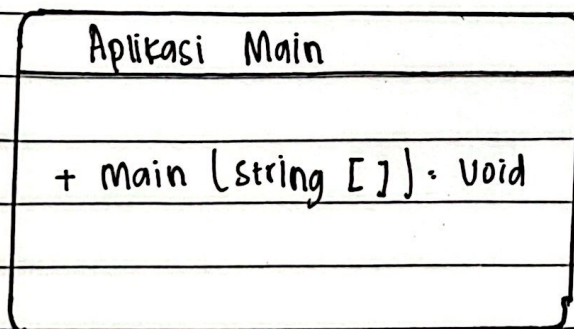 Aplikasi Main
+ main (string []) : void